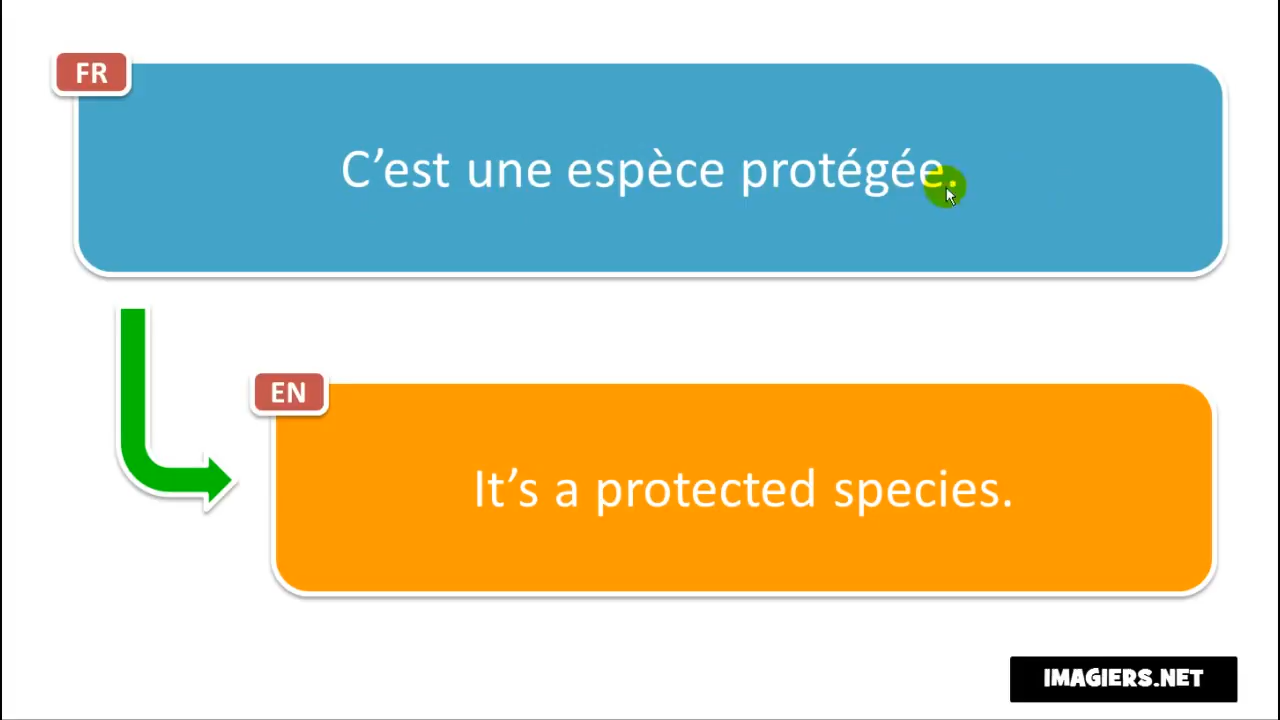 FR
C’est une espèce protégée.
EN
It’s a protected species.
IMAGIERS.NET